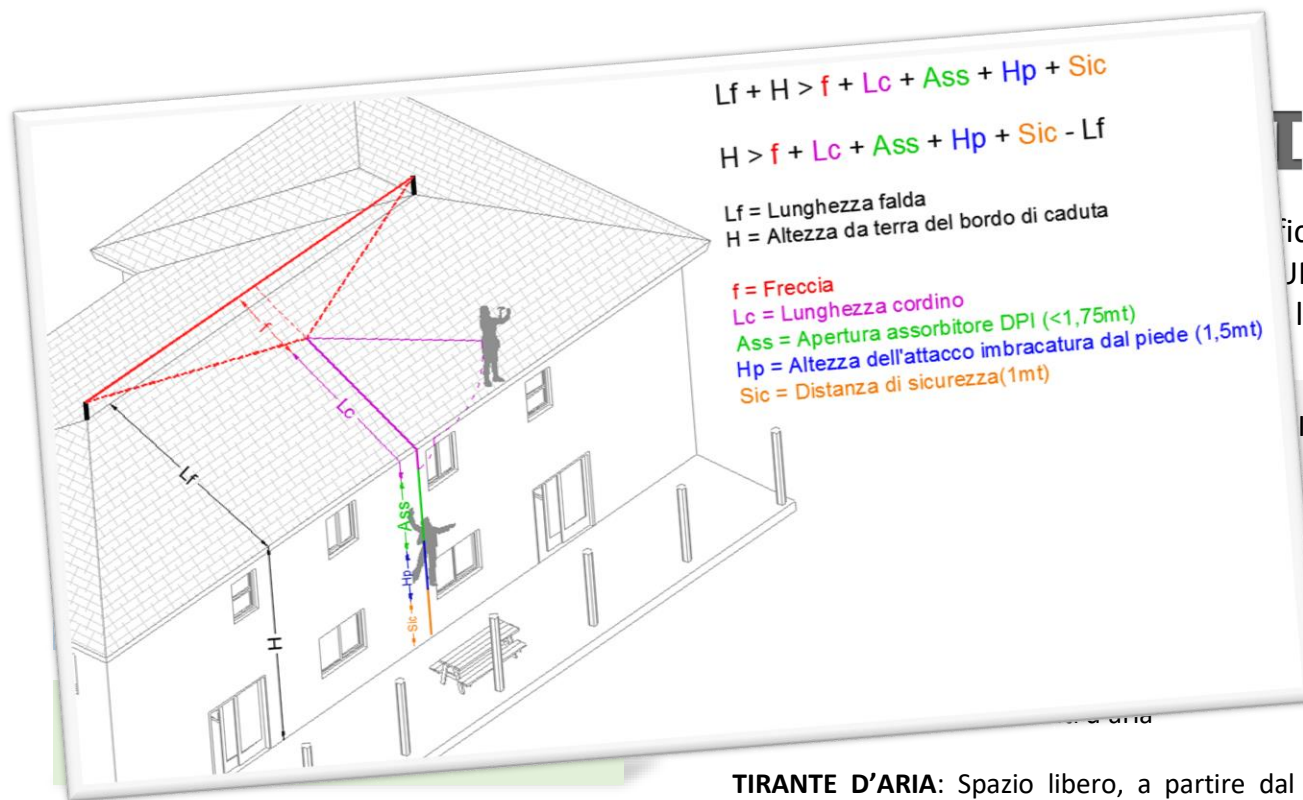 Lf + H > f + Lc + Ass + Hp + Sic
H > f + Lc + Ass + Hp + Sic - Lf
Lf = Lunghezza falda
H = Altezza da terra del bordo di caduta
f = Freccia
Lc = Lunghezza cordino
Ass = Apertura assorbitore DPI (<1,75mt)
Hp = Altezza dell'attacco imbracatura dal piede (1,5mt)
Sic = Distanza di sicurezza(1mt)
f
Lc
Lf
Ass
Hp
Sic
H
TIRANTE D'ARIA: Spazio libero, a partire dal